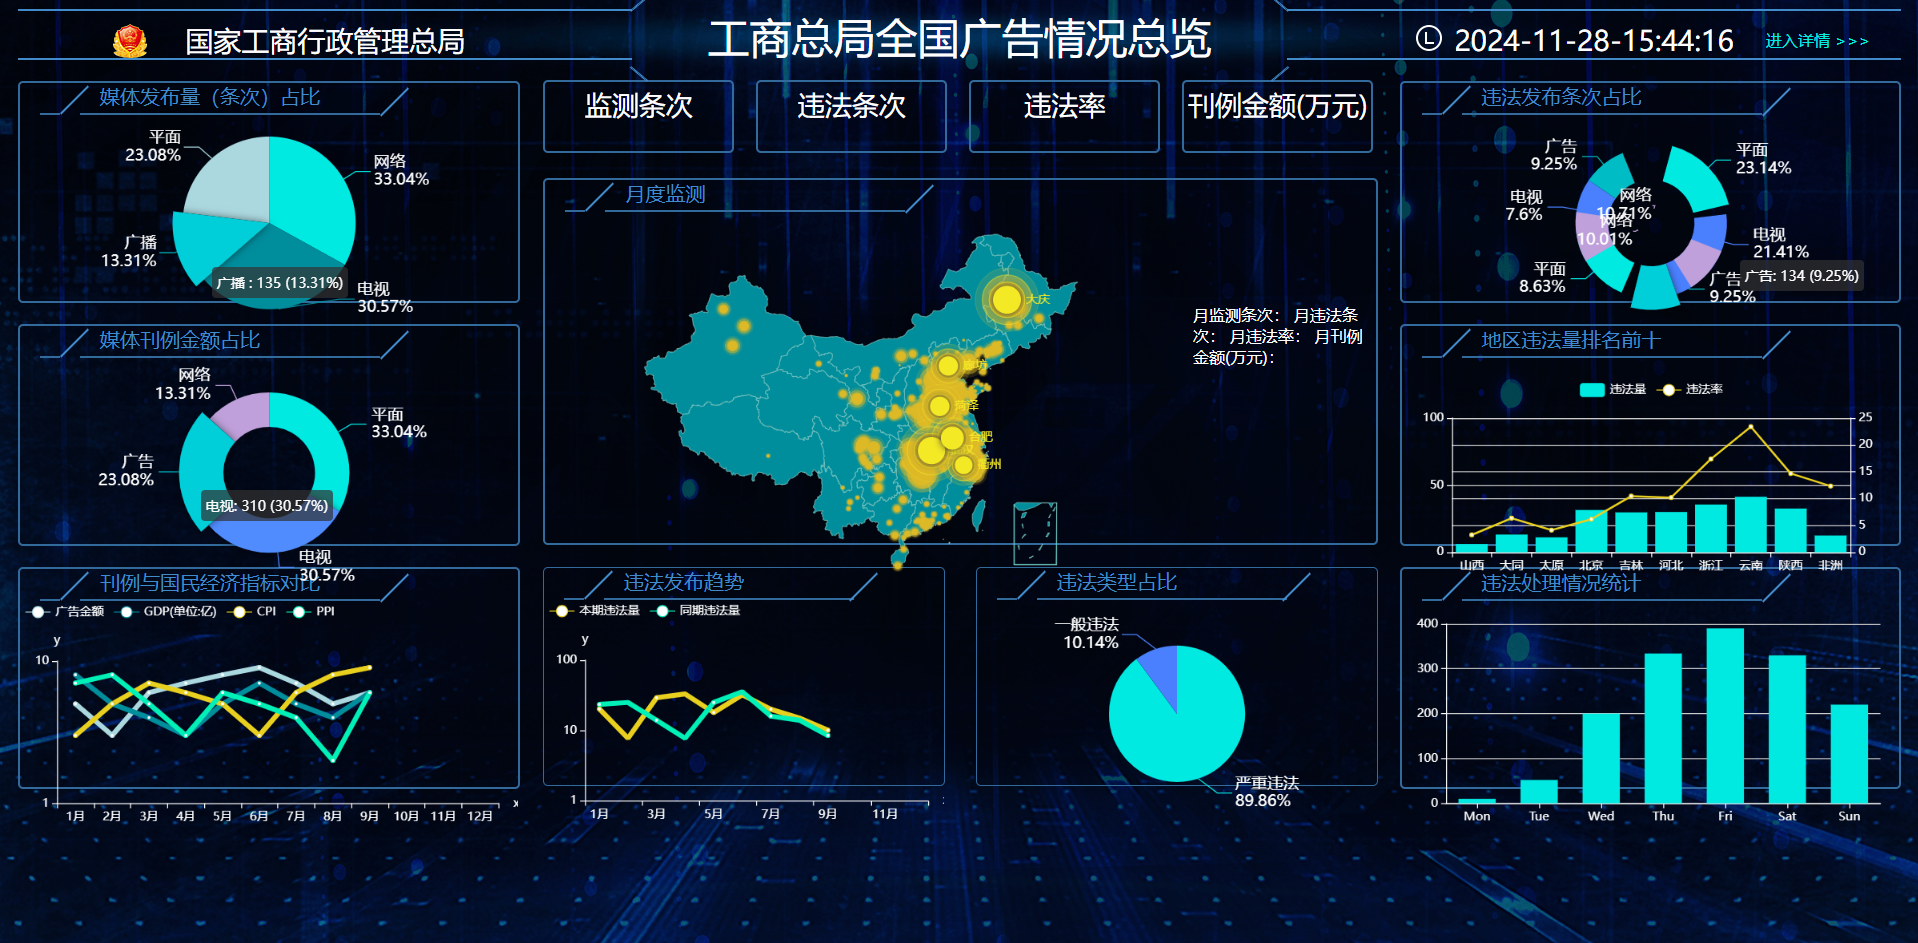 国家工商行政管理总局
工商总局全国广告情况总览
2024-11-28-15:44:16
进入详情 >>>
媒体发布量（条次）占比
平面
23.08%
网络
33.04%
广播
13.31%
广播 : 135 (13.31%)
电视
30.57%
媒体刊例金额占比
网络
13.31%
平面
33.04%
广告
23.08%
电视: 310 (30.57%)
电视
30.57%
刊例与国民经济指标对比
广告金额
GDP(单位:亿)
CPI
PPI
y
10
1
1月
2月
3月
4月
5月
6月
7月
8月
9月
10月
11月
12月
x
监测条次
违法条次
违法率
刊例金额(万元)
月度监测
大庆
廊坊
菏泽
合肥
衢州
月监测条次： 月违法条
次： 月违法率： 月刊例
金额(万元)：
违法发布趋势
本期违法量
同期违法量
y
100
10
1
1月
3月
5月
7月
9月
11月
违法类型占比
一般违法
10.14%
严重违法
89.86%
违法发布条次占比
广告
9.25%
平面
23.14%
电视
7.6%
网络
10.71%
网络
10.01%
电视
21.41%
平面
8.63%
广告
9.25%
广告: 134 (9.25%)
地区违法量排名前十
违法量
违法率
100
50
0
25
20
15
10
5
0
山西
大同
太原
北京
吉林
河北
浙江
云南
陕西
非洲
违法处理情况统计
400
300
200
100
0
Mon
Tue
Wed
Thu
Fri
Sat
Sun